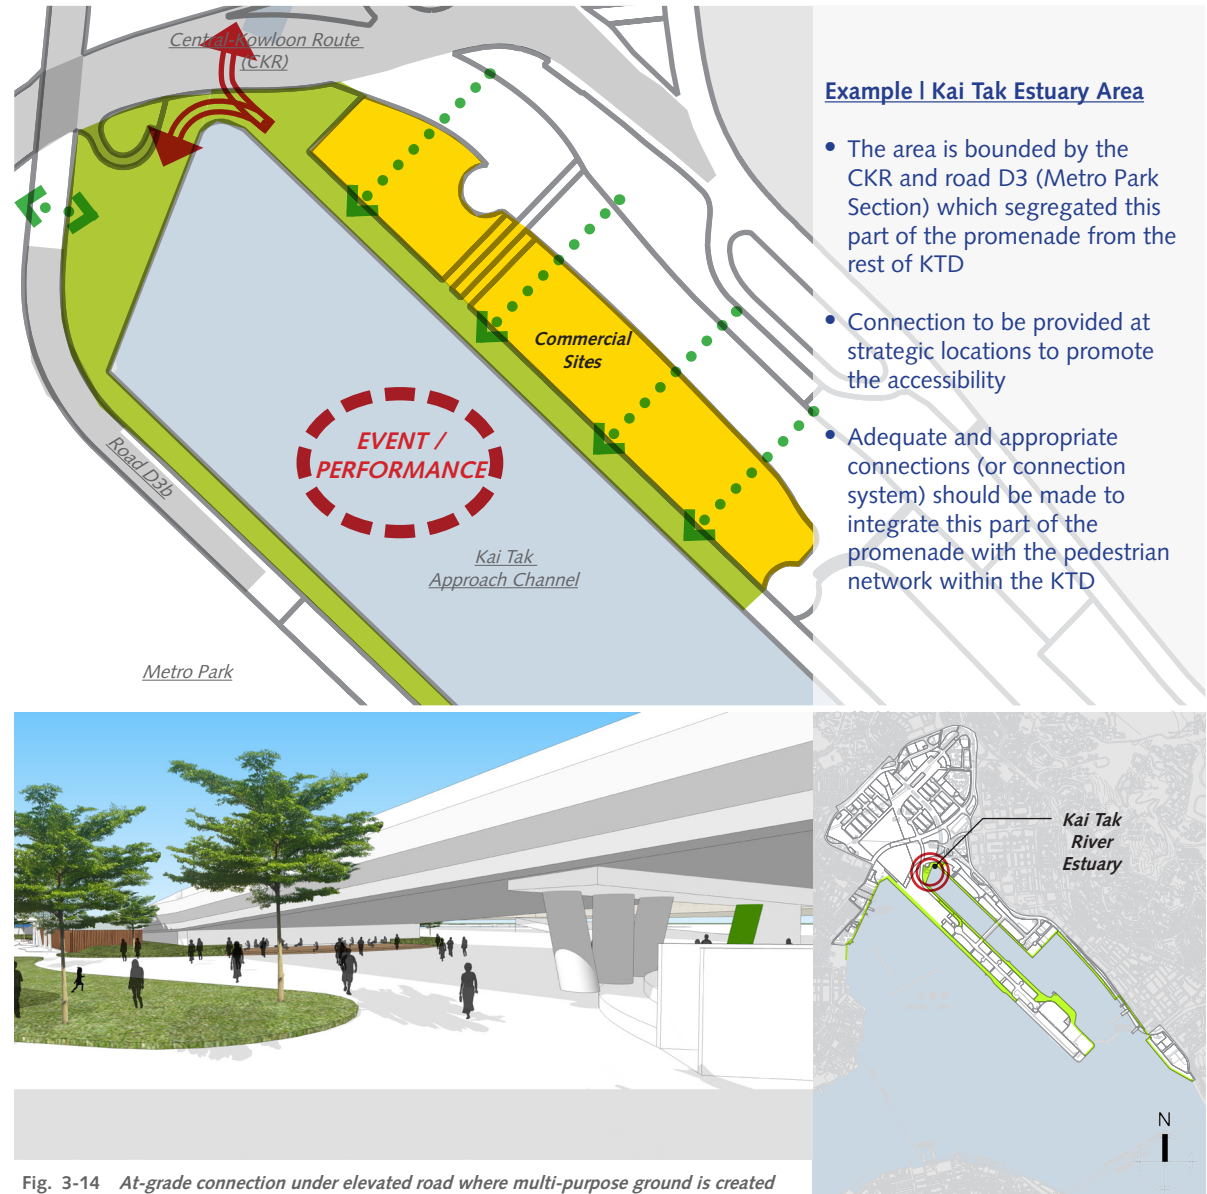 Central-Kowloon Route
(CKR)
Commercial
Sites
EVENT /
PERFORMANCE
Road D3b
Kai Tak
Approach Channel
Metro Park
Example | Kai Tak Estuary Area
• The area is bounded by the
CKR and road D3 (Metro Park
Section) which segregated this
part of the promenade from the
rest of KTD
• Connection to be provided at
strategic locations to promote
the accessibility
• Adequate and appropriate
connections (or connection
system) should be made to
integrate this part of the
promenade with the pedestrian
network within the KTD
Kai Tak
River
Estuary
N
Fig. 3-14 At-grade connection under elevated road where multi-purpose ground is created